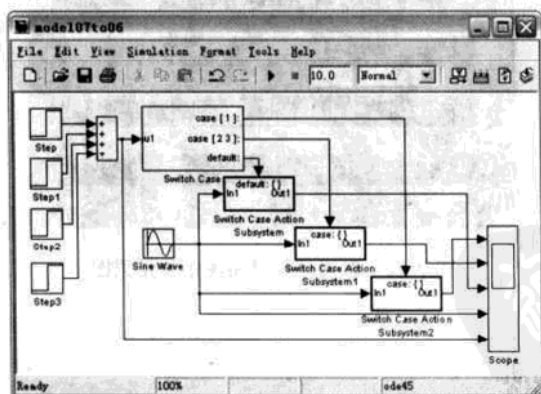 model07to06
File Edit View Simulation Format Tools Help
10.0 Normal
Step
Step1
Step2
Step3
+
+
+
+
u1
case [ 1 ]:
case [ 2 3 ]:
default:
Switch Case
default: { }
In1 Out1
Switch Case Action
Subsystem
Sine Wave
case: { }
In1 Out1
Switch Case Action
Subsystem1
case: { }
In1 Out1
Switch Case Action
Subsystem2
Scope
Ready 100% ode45